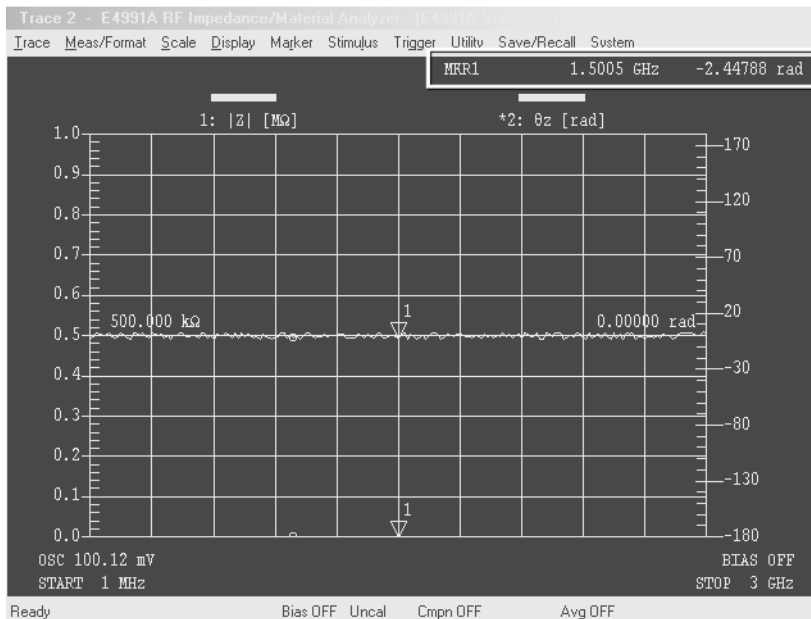 Trace 2 - E4991A RF Impedance/Material Analyzer - [E4991A
Trace Meas/Format Scale Display Marker Stimulus Trigger Utility Save/Recall System
MKR1 1.5005 GHz -2.44788 rad
1: |Z| [MΩ] *2: θz [rad]
1.0
170
0.9
0.8
120
0.7
70
0.6
20
500.000 kΩ 1 0.00000 rad
0.5
-30
0.4
0.3
-80
0.2
-130
0.1
1
0.0 -180
OSC 100.12 mV BIAS OFF
START 1 MHz STOP 3 GHz
Ready Bias OFF Uncal Cmpn OFF Avg OFF